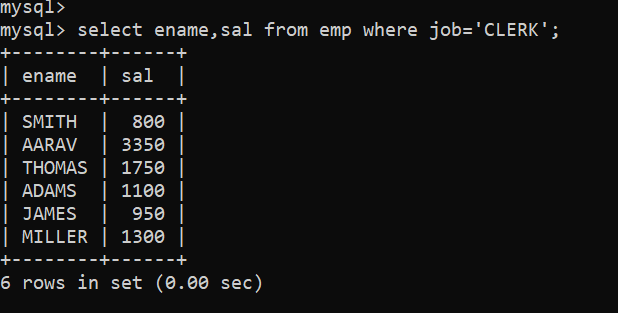 mysql>
mysql> select ename,sal from emp where job='CLERK';
+--------+------+
| ename  | sal  |
+--------+------+
| SMITH  |  800 |
| AARAV  | 3350 |
| THOMAS | 1750 |
| ADAMS  | 1100 |
| JAMES  |  950 |
| MILLER | 1300 |
+--------+------+
6 rows in set (0.00 sec)